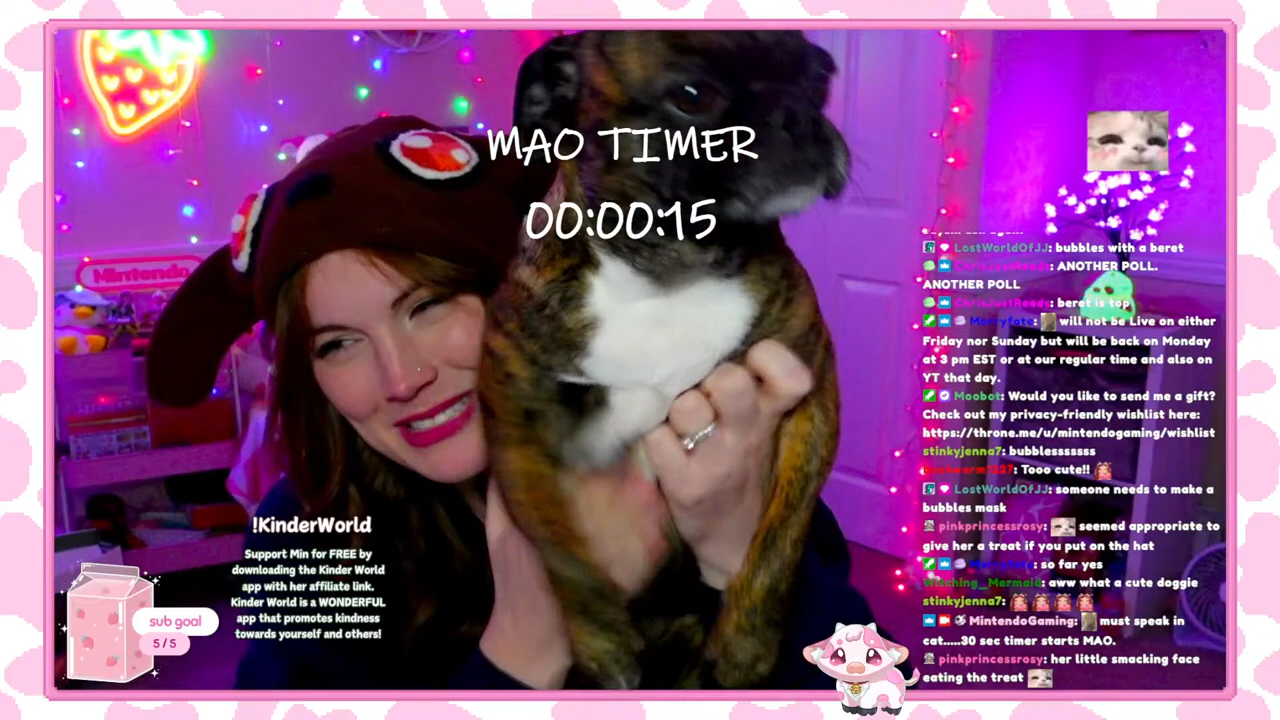 MAO TIMER
00:00:15
Mintendo
!KinderWorld
Support Min for FREE by
downloading the Kinder World
app with her affiliate link.
Kinder World is a WONDERFUL
app that promotes kindness
towards yourself and others!
sub goal
5/5
LostWorldOfJJ: bubbles with a beret
ChrisJustReads: ANOTHER POLL.
ANOTHER POLL
ChrisJustReads: beret is top
Merryfate: will not be Live on either
Friday nor Sunday but will be back on Monday
at 3 pm EST or at our regular time and also on
YT that day.
Moobot: Would you like to send me a gift?
Check out my privacy-friendly wishlist here:
https://throne.me/u/mintendogaming/wishlist
stinkyjenna7: bubblesssssss
: Tooo cute!!
LostWorldOfJJ: someone needs to make a
bubbles mask
pinkprincessrosy: seemed appropriate to
give her a treat if you put on the hat
Merryfate: so far yes
Witching_Mermaid: aww what a cute doggie
stinkyjenna7:
MintendoGaming: must speak in
cat.....30 sec timer starts MAO.
pinkprincessrosy: her little smacking face
eating the treat